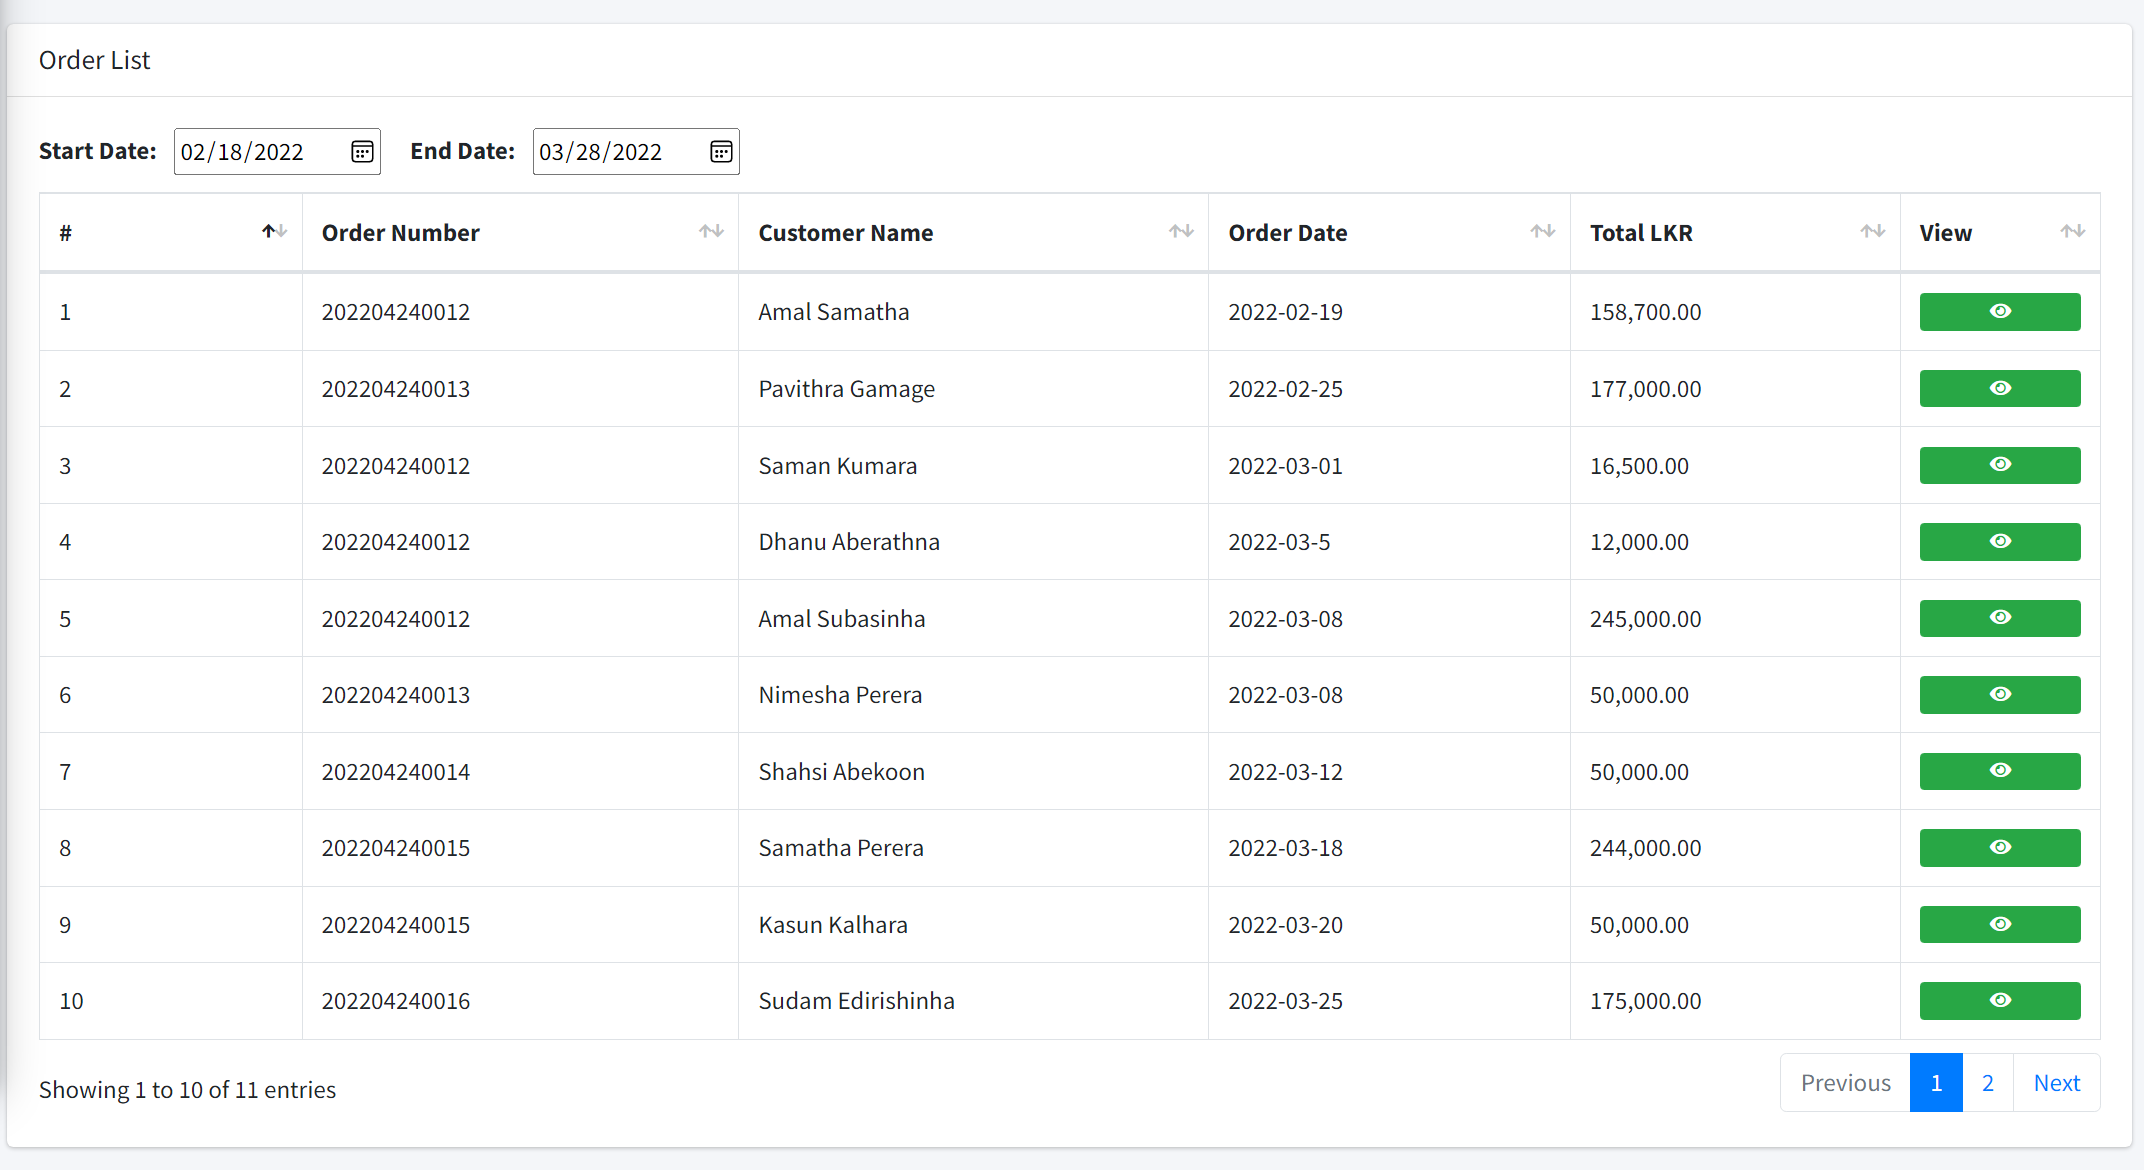 Order List
Start Date: 02/18/2022 End Date: 03/28/2022
# Order Number Customer Name Order Date Total LKR View
1 202204240012 Amal Samatha 2022-02-19 158,700.00
2 202204240013 Pavithra Gamage 2022-02-25 177,000.00
3 202204240012 Saman Kumara 2022-03-01 16,500.00
4 202204240012 Dhanu Aberathna 2022-03-5 12,000.00
5 202204240012 Amal Subasinha 2022-03-08 245,000.00
6 202204240013 Nimesha Perera 2022-03-08 50,000.00
7 202204240014 Shahsi Abekoon 2022-03-12 50,000.00
8 202204240015 Samatha Perera 2022-03-18 244,000.00
9 202204240015 Kasun Kalhara 2022-03-20 50,000.00
10 202204240016 Sudam Edirishinha 2022-03-25 175,000.00
Showing 1 to 10 of 11 entries
Previous 1 2 Next